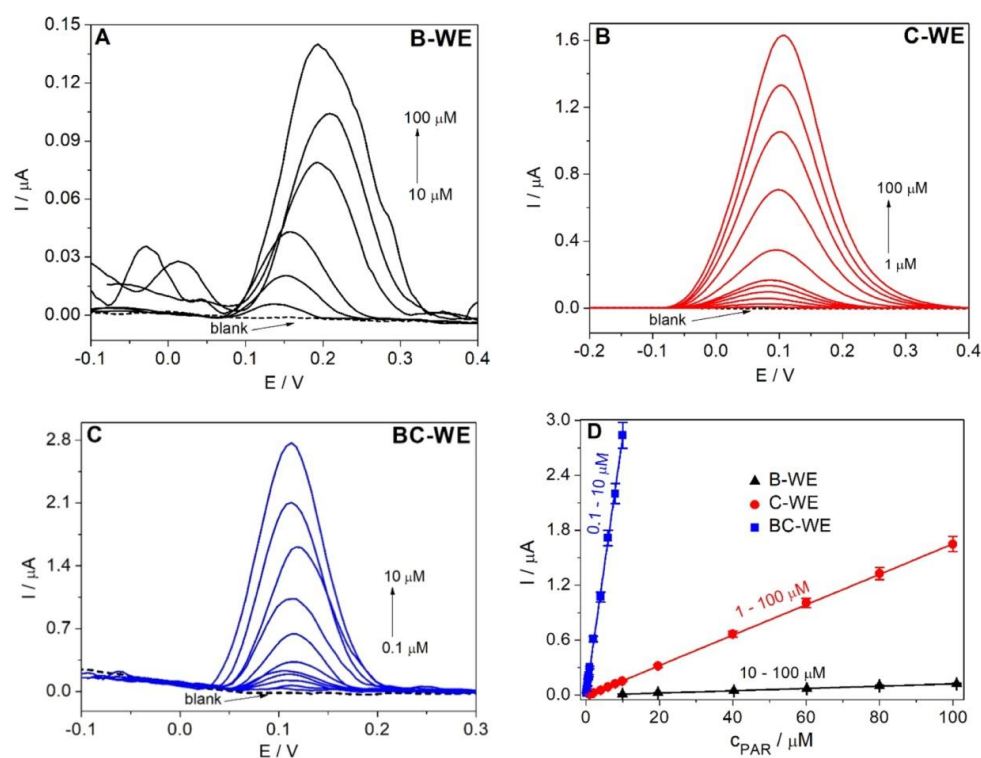 A B-WE
0.15
0.12
0.09
0.06
0.03
0.00
I / µA
100 µM
10 µM
blank
-0.1 0.0 0.1 0.2 0.3 0.4
E / V
B C-WE
1.6
1.2
0.8
0.4
0.0
I / µA
100 µM
1 µM
blank
-0.2 -0.1 0.0 0.1 0.2 0.3 0.4
E / V
C BC-WE
2.8
2.1
1.4
0.7
0.0
I / µA
10 µM
0.1 µM
blank
-0.1 0.0 0.1 0.2 0.3
E / V
D
3.0
2.4
1.8
1.2
0.6
0.0
I / µA
0.1 - 10 µM
B-WE
C-WE
BC-WE
1 - 100 µM
10 - 100 µM
0 20 40 60 80 100
cPAR / µM